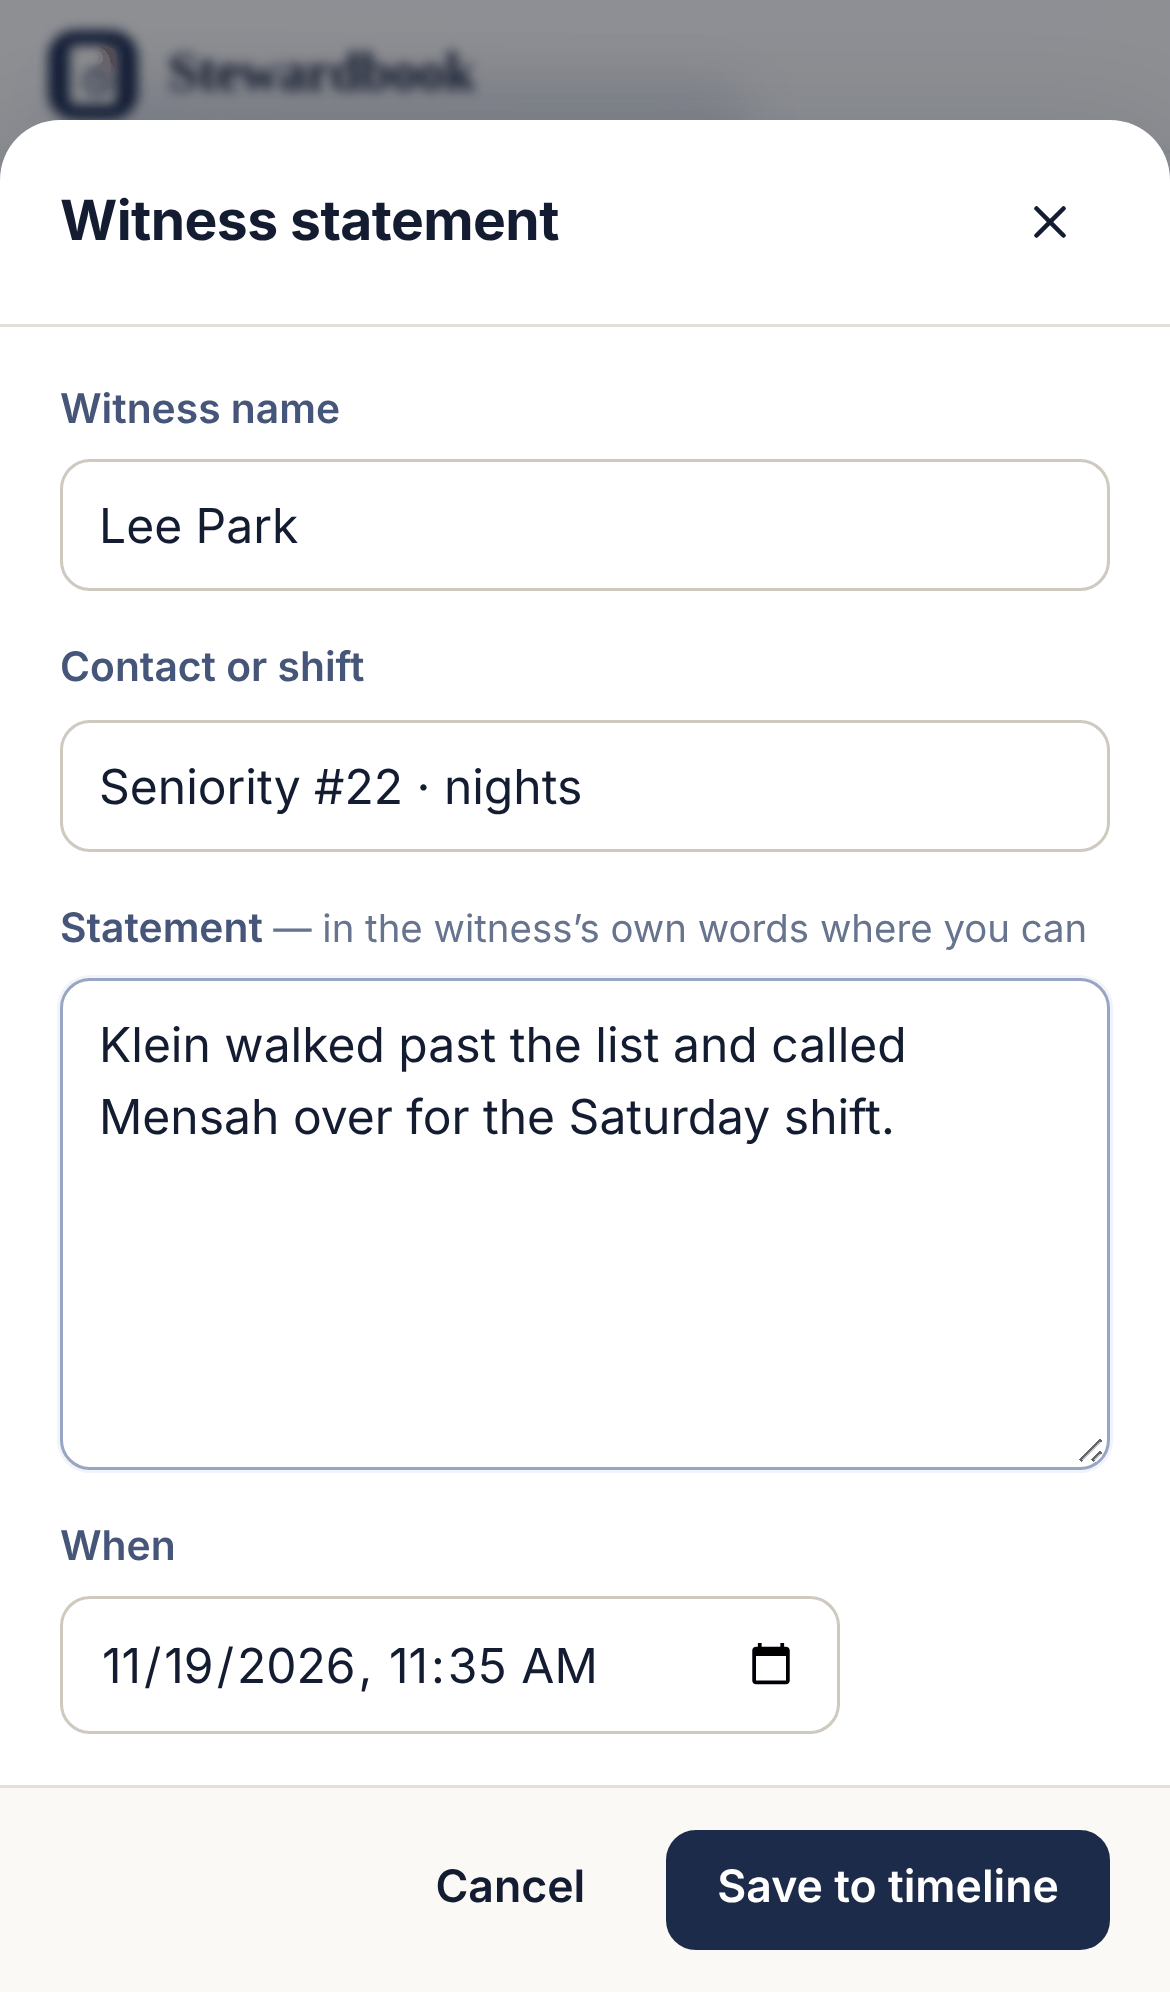 Stewardbook
Witness statement
Witness name
Lee Park
Contact or shift
Seniority #22 · nights
Statement — in the witness’s own words where you can
Klein walked past the list and called
Mensah over for the Saturday shift.
When
11/19/2026, 11:35 AM
Cancel
Save to timeline